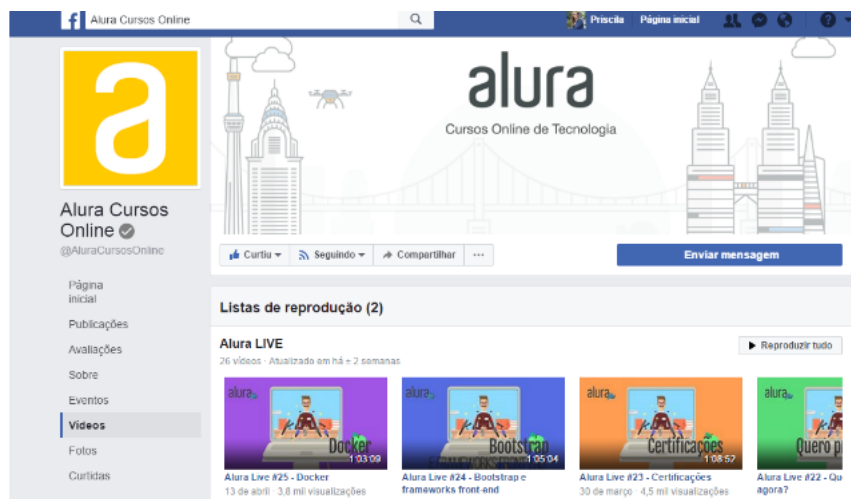 Alura Cursos Online
Priscila Página inicial
a
alura
Cursos Online de Tecnologia
Alura Cursos
Online
@AluraCursosOnline
Curtiu Seguindo Compartilhar ...
Enviar mensagem
Página
inicial
Publicações
Avaliações
Sobre
Eventos
Vídeos
Fotos
Curtidas
Listas de reprodução (2)
Alura LIVE
Reproduzir tudo
26 vídeos · Atualizado em há ± 2 semanas
alura
Docker
1:03:09
alura
Bootstrap
1:05:04
alura
Certificações
1:08:57
alura
Quero p
Alura Live #25 - Docker
13 de abril · 3,8 mil visualizações
Alura Live #24 - Bootstrap e
frameworks front-end
Alura Live #23 - Certificações
30 de março · 4,5 mil visualizações
Alura Live #22 - Qu
agora?